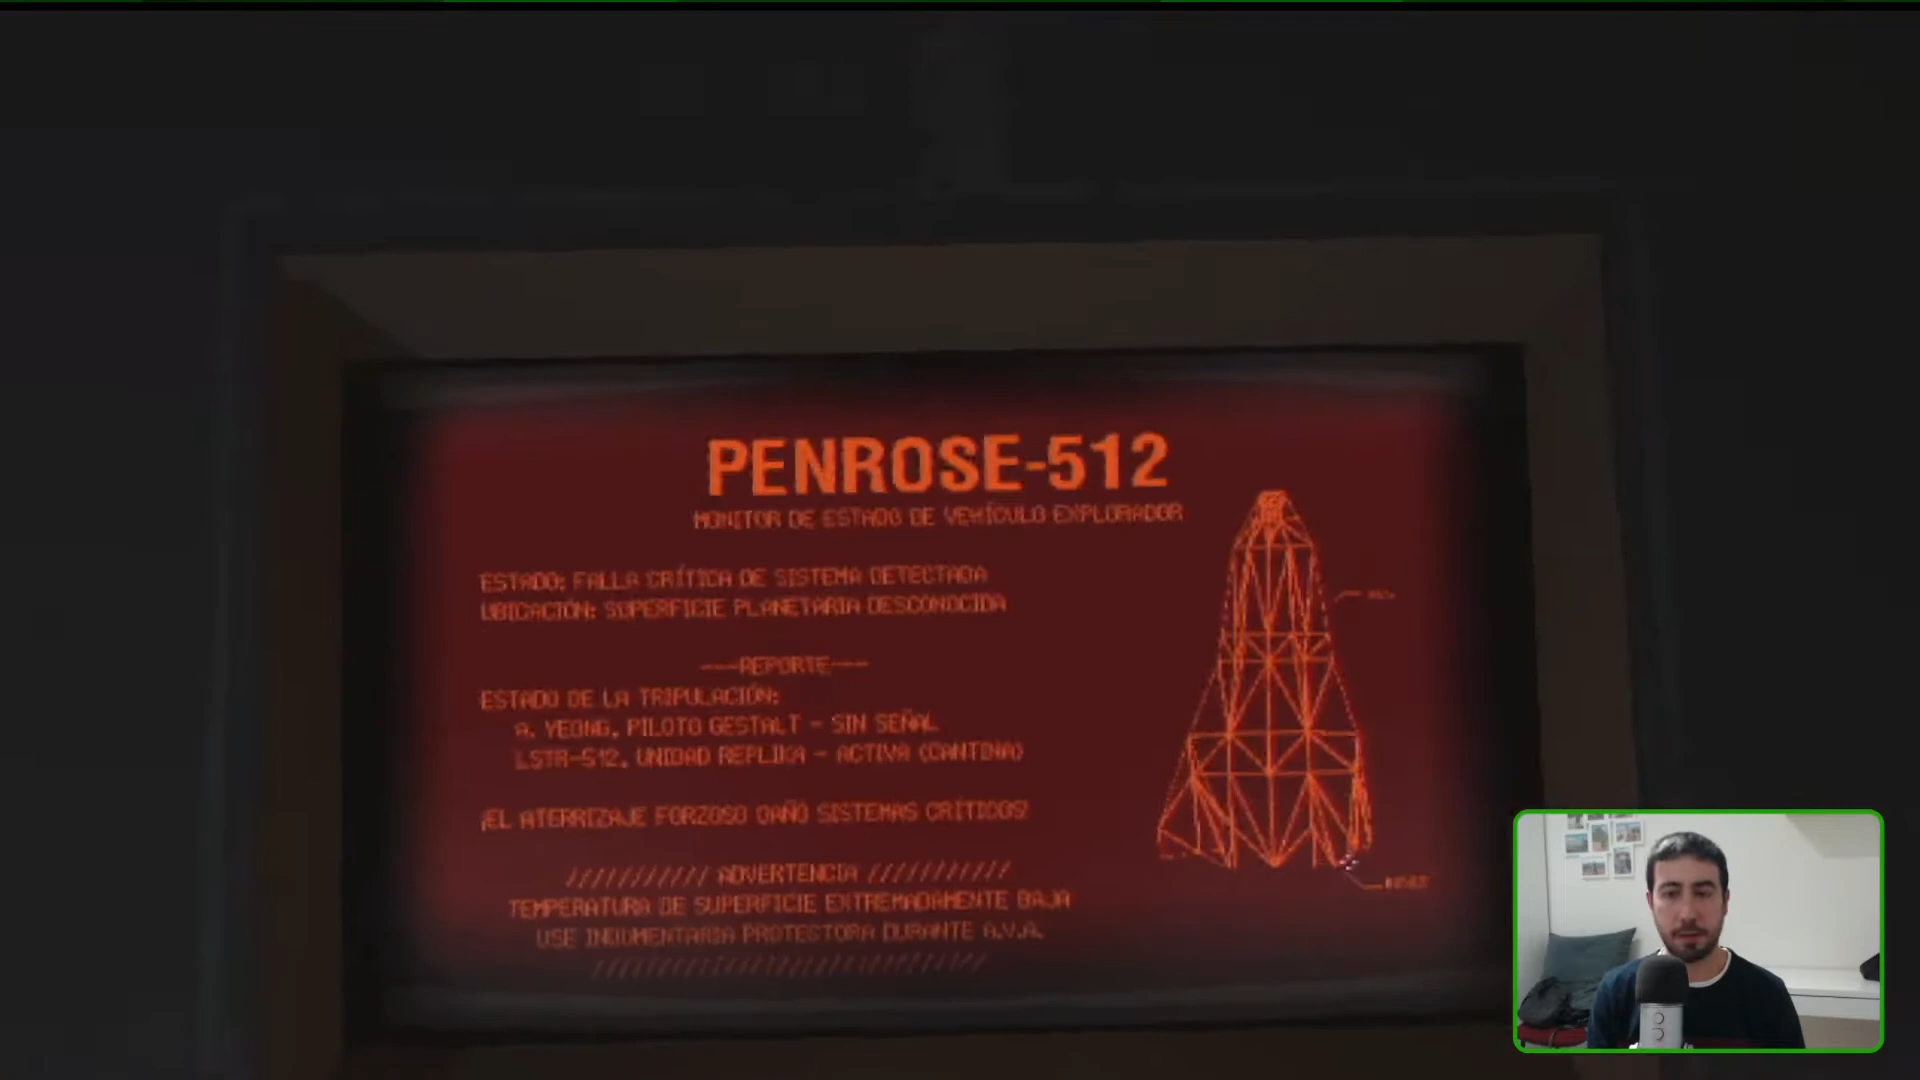 PENROSE-512
MONITOR DE ESTADO DE VEHÍCULO EXPLORADOR
ESTADO: FALLA CRÍTICA DE SISTEMA DETECTADA
UBICACIÓN: SUPERFICIE PLANETARIA DESCONOCIDA
---REPORTE---
ESTADO DE LA TRIPULACIÓN:
A. YEONG, PILOTO GESTALT - SIN SEÑAL
LSTR-512, UNIDAD REPLIKA - ACTIVA (CANTINA)
¡EL ATERRIZAJE FORZOSO DAÑÓ SISTEMAS CRÍTICOS!
/////////// ADVERTENCIA ///////////
TEMPERATURA DE SUPERFICIE EXTREMADAMENTE BAJA
USE INDUMENTARIA PROTECTORA DURANTE A.V.A.